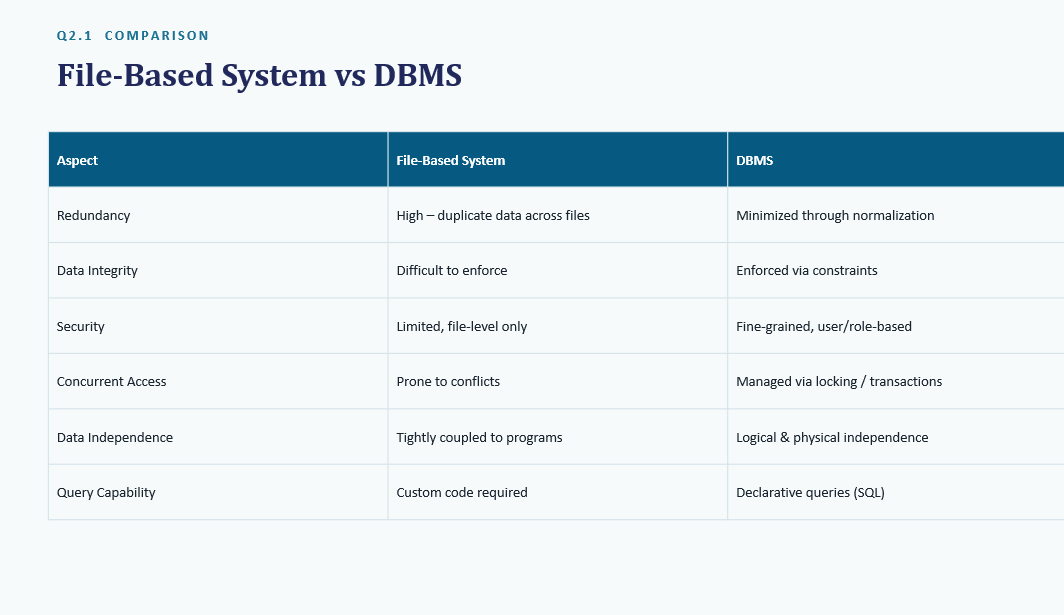 Q2.1 COMPARISON
File-Based System vs DBMS
Aspect File-Based System DBMS
Redundancy High – duplicate data across files Minimized through normalization
Data Integrity Difficult to enforce Enforced via constraints
Security Limited, file-level only Fine-grained, user/role-based
Concurrent Access Prone to conflicts Managed via locking / transactions
Data Independence Tightly coupled to programs Logical & physical independence
Query Capability Custom code required Declarative queries (SQL)